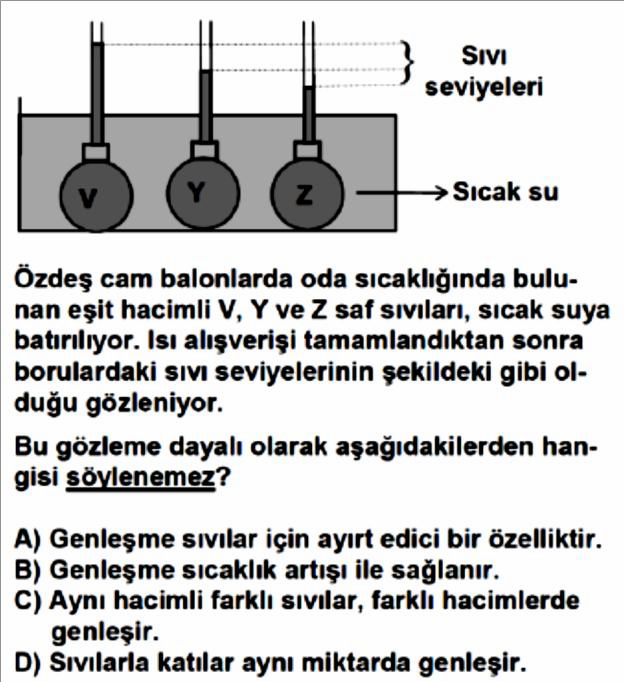 Sıvı
seviyeleri
V
Y
Z
Sıcak su
Özdeş cam balonlarda oda sıcaklığında bulu-
nan eşit hacimli V, Y ve Z saf sıvıları, sıcak suya
batırılıyor. Isı alışverişi tamamlandıktan sonra
borulardaki sıvı seviyelerinin şekildeki gibi ol-
duğu gözleniyor.
Bu gözleme dayalı olarak aşağıdakilerden han-
gisi söylenemez?
A) Genleşme sıvılar için ayırt edici bir özelliktir.
B) Genleşme sıcaklık artışı ile sağlanır.
C) Aynı hacimli farklı sıvılar, farklı hacimlerde
genleşir.
D) Sıvılarla katılar aynı miktarda genleşir.